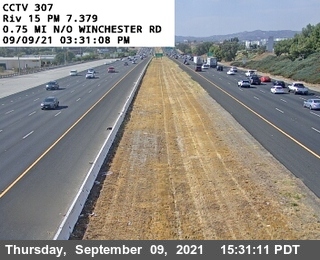 CCTV 307
Riv 15 PM 7.379
0.75 MI N/O WINCHESTER RD
09/09/21 03:31:08 PM
Thursday, September 09, 2021 15:31:11 PDT